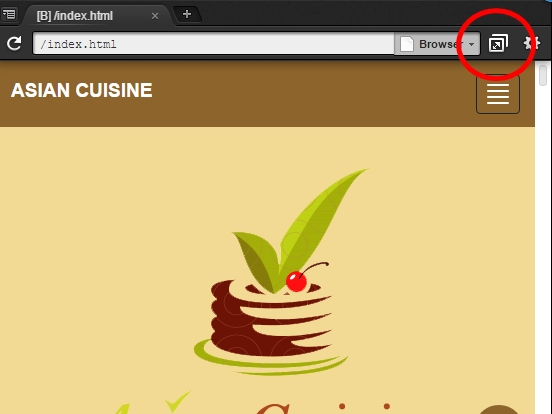 [B] /index.html
/index.html
Browser
ASIAN CUISINE